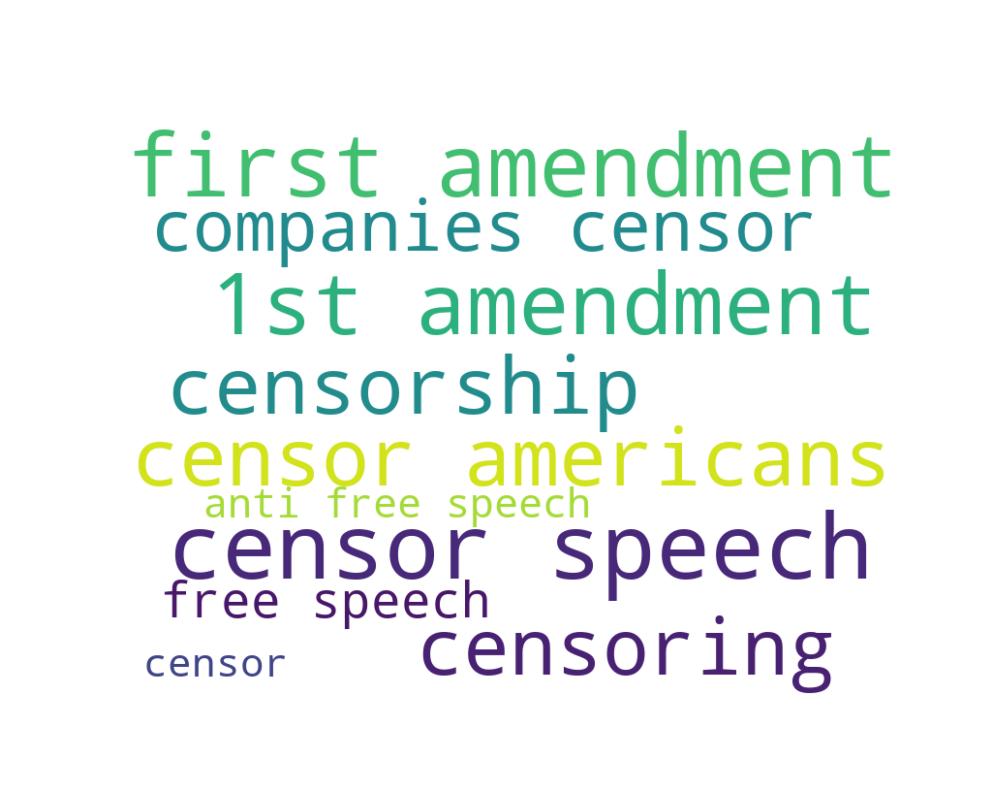 first amendment
companies censor
1st amendment
censorship
censor americans
anti free speech
censor speech
free speech
censoring
censor